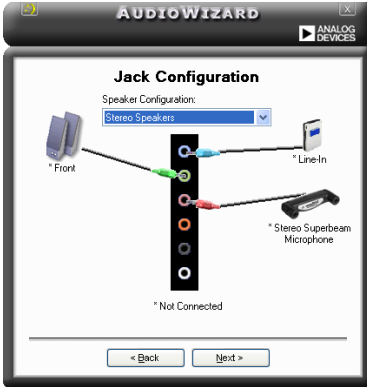 AudioWizard
X
ANALOG
DEVICES
Jack Configuration
Speaker Configuration:
Stereo Speakers
* Front
* Line-In
* Stereo Superbeam
Microphone
* Not Connected
< Back
Next >